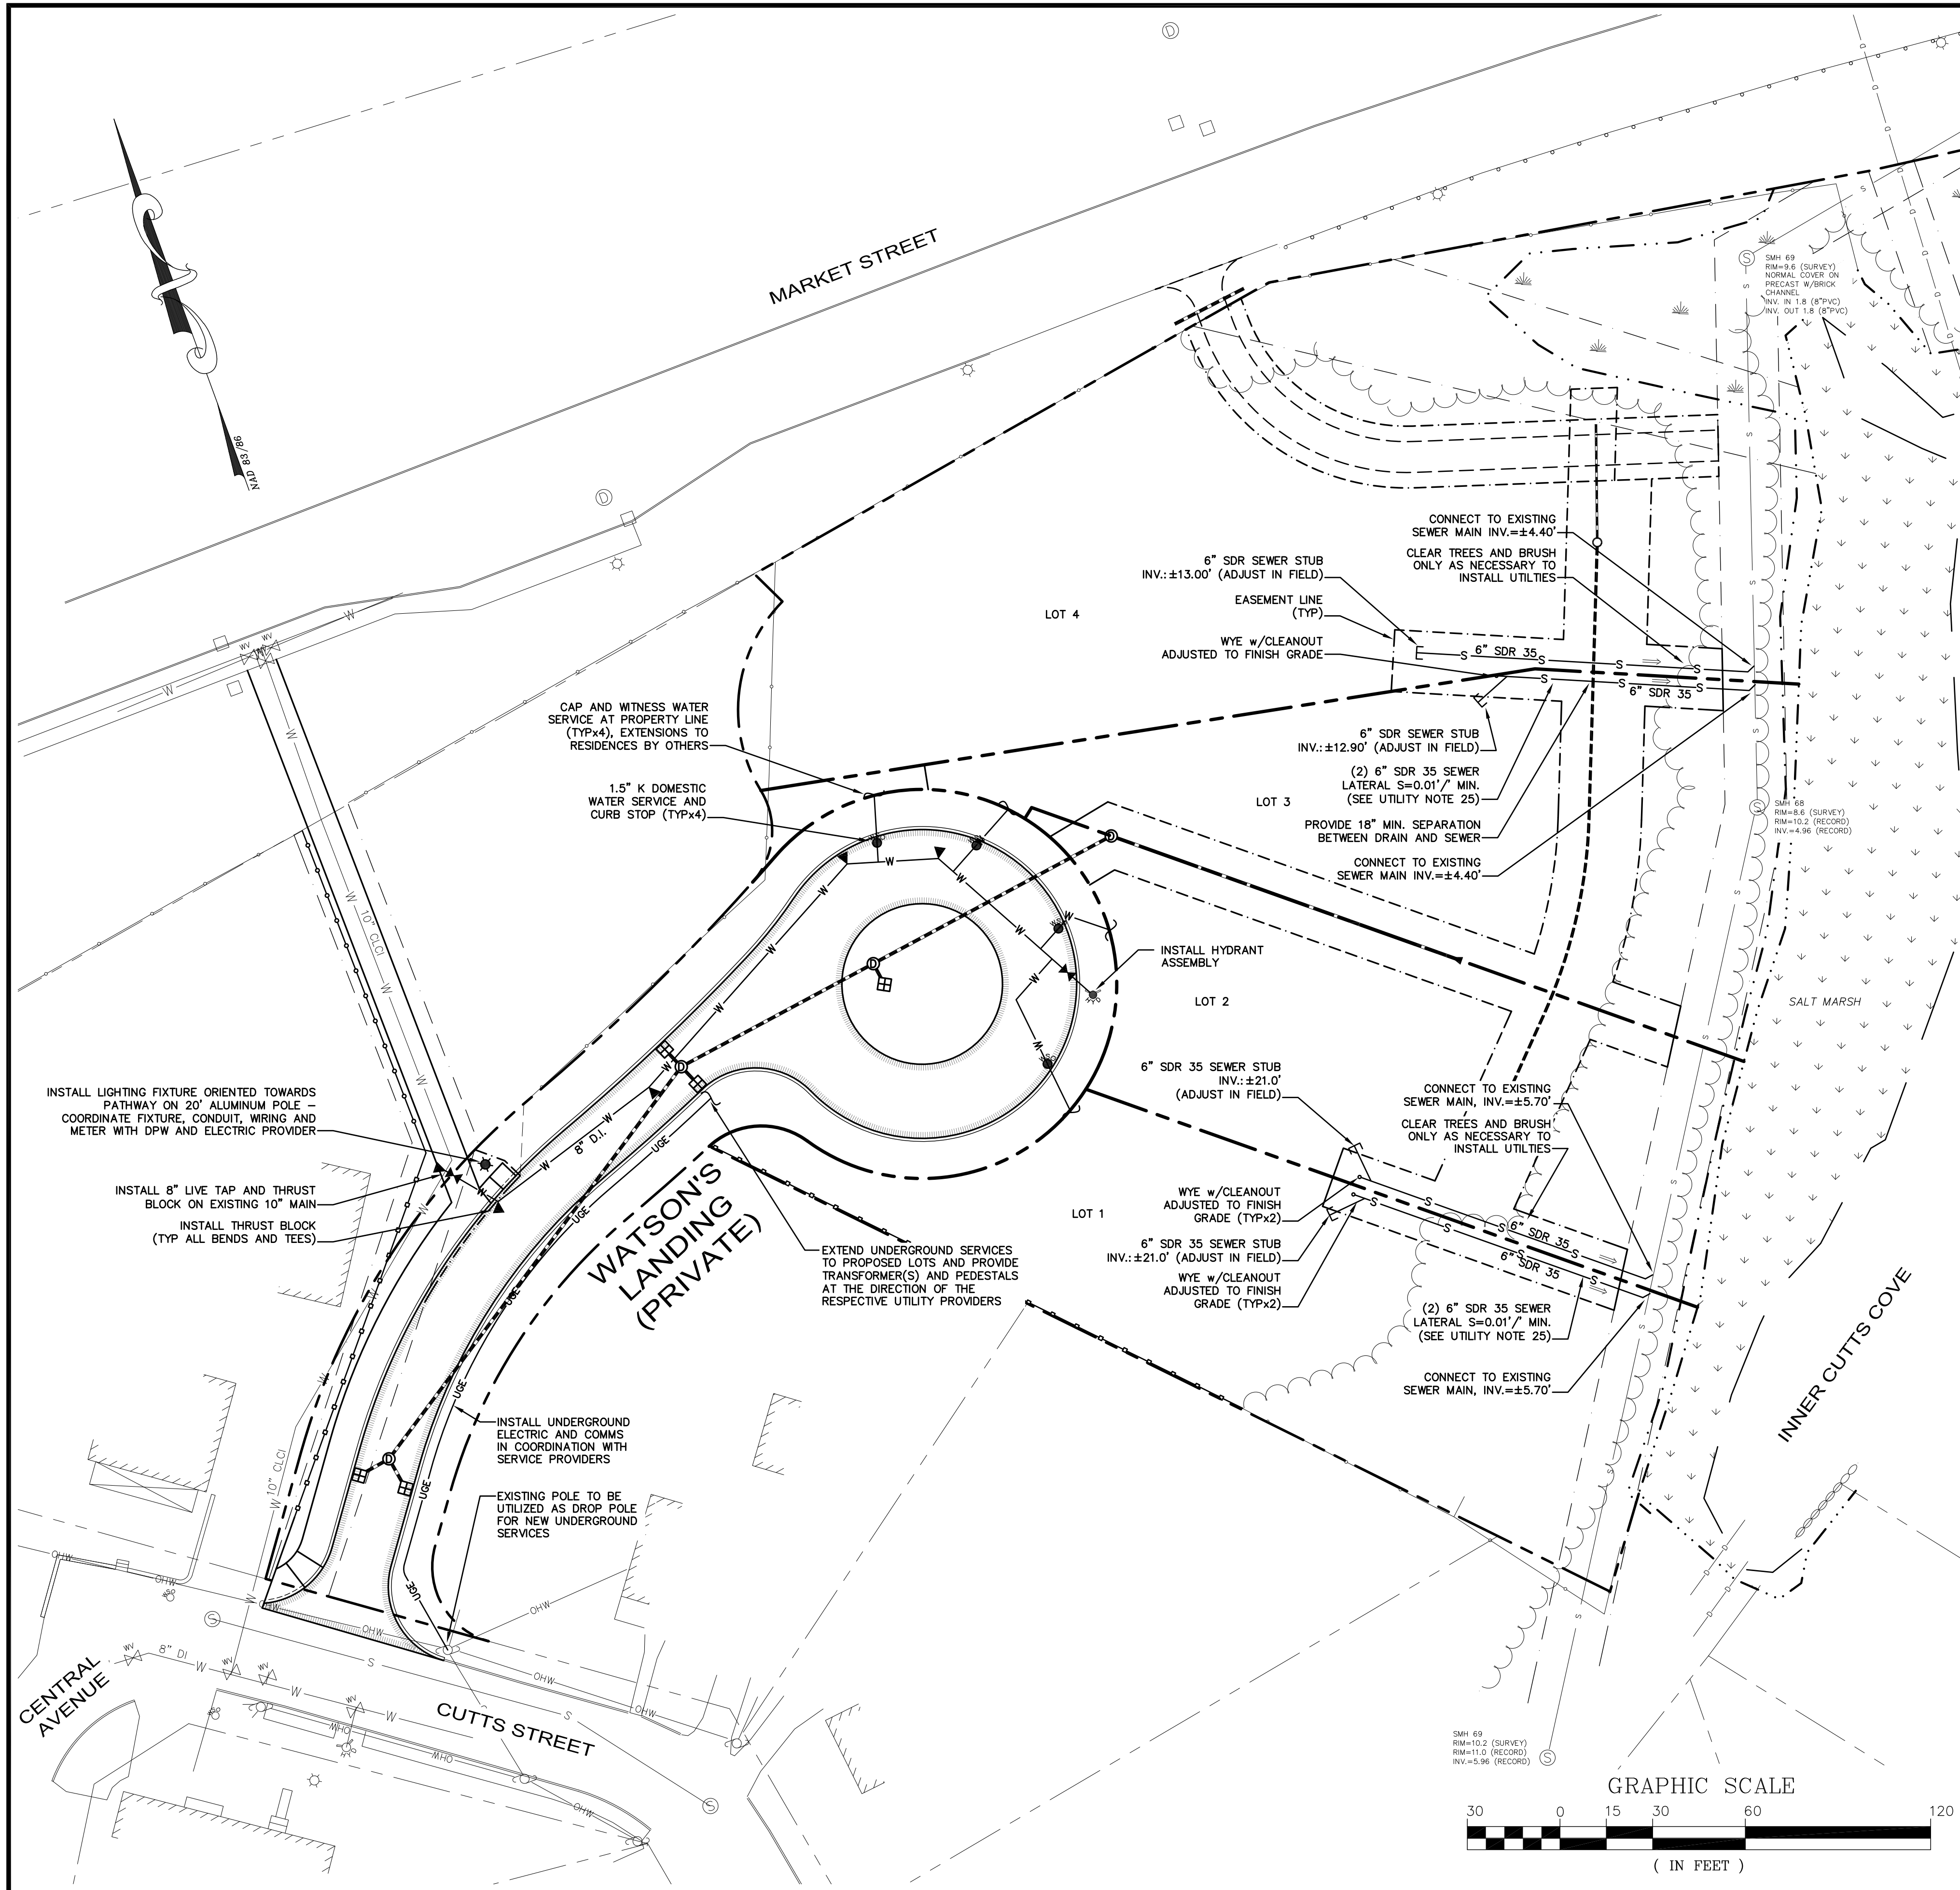 D
MARKET STREET
NAD 83/86
D
SMH 69
RIM=9.6 (SURVEY)
NORMAL COVER ON
PRECAST W/BRICK
CHANNEL
INV. IN 1.8 (8"PVC)
INV. OUT 1.8 (8"PVC)
CONNECT TO EXISTING
SEWER MAIN INV.=±4.40'
CLEAR TREES AND BRUSH
ONLY AS NECESSARY TO
INSTALL UTILTIES
6" SDR SEWER STUB
INV.: ±13.00' (ADJUST IN FIELD)
EASEMENT LINE
(TYP)
WYE w/CLEANOUT
ADJUSTED TO FINISH GRADE
LOT 4
6" SDR 35
6" SDR 35
CAP AND WITNESS WATER
SERVICE AT PROPERTY LINE
(TYPx4), EXTENSIONS TO
RESIDENCES BY OTHERS
1.5" K DOMESTIC
WATER SERVICE AND
CURB STOP (TYPx4)
6" SDR SEWER STUB
INV.: ±12.90' (ADJUST IN FIELD)
(2) 6" SDR 35 SEWER
LATERAL S=0.01'/' MIN.
(SEE UTILITY NOTE 25)
LOT 3
PROVIDE 18" MIN. SEPARATION
BETWEEN DRAIN AND SEWER
CONNECT TO EXISTING
SEWER MAIN INV.=±4.40'
SMH 68
RIM=8.6 (SURVEY)
RIM=10.2 (RECORD)
INV.=4.96 (RECORD)
W 10" CLCI
INSTALL HYDRANT
ASSEMBLY
LOT 2
SALT MARSH
INSTALL LIGHTING FIXTURE ORIENTED TOWARDS
PATHWAY ON 20' ALUMINUM POLE –
COORDINATE FIXTURE, CONDUIT, WIRING AND
METER WITH DPW AND ELECTRIC PROVIDER
INSTALL 8" LIVE TAP AND THRUST
BLOCK ON EXISTING 10" MAIN
INSTALL THRUST BLOCK
(TYP ALL BENDS AND TEES)
8" D.I.
UGE
UGE
UGE
WATSON'S
LANDING
(PRIVATE)
EXTEND UNDERGROUND SERVICES
TO PROPOSED LOTS AND PROVIDE
TRANSFORMER(S) AND PEDESTALS
AT THE DIRECTION OF THE
RESPECTIVE UTILITY PROVIDERS
6" SDR 35 SEWER STUB
INV.: ±21.0'
(ADJUST IN FIELD)
CONNECT TO EXISTING
SEWER MAIN, INV.=±5.70'
CLEAR TREES AND BRUSH
ONLY AS NECESSARY TO
INSTALL UTILTIES
LOT 1
WYE w/CLEANOUT
ADJUSTED TO FINISH
GRADE (TYPx2)
6" SDR 35 SEWER STUB
INV.: ±21.0' (ADJUST IN FIELD)
WYE w/CLEANOUT
ADJUSTED TO FINISH
GRADE (TYPx2)
6" SDR 35
6" SDR 35
(2) 6" SDR 35 SEWER
LATERAL S=0.01'/' MIN.
(SEE UTILITY NOTE 25)
CONNECT TO EXISTING
SEWER MAIN, INV.=±5.70'
INNER CUTTS COVE
INSTALL UNDERGROUND
ELECTRIC AND COMMS
IN COORDINATION WITH
SERVICE PROVIDERS
EXISTING POLE TO BE
UTILIZED AS DROP POLE
FOR NEW UNDERGROUND
SERVICES
UGE
UGE
UGE
W 10" CLCI
OHW
OHW
OHW
OHW
OHW
OHW
OHW
OHW
OHW
OHW
8" DI
CENTRAL
AVENUE
CUTTS STREET
SMH 69
RIM=10.2 (SURVEY)
RIM=11.0 (RECORD)
INV.=5.96 (RECORD)
GRAPHIC SCALE
30 0 15 30 60 120
( IN FEET )